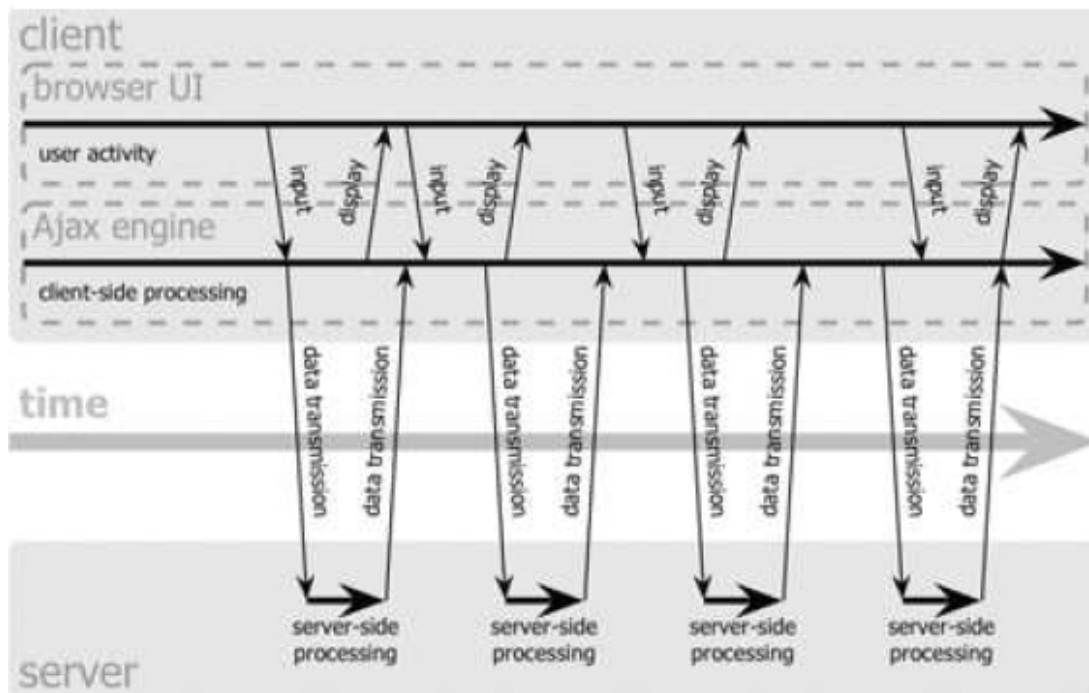 client
browser UI
user activity
input
display
input
display
input
display
input
display
Ajax engine
client-side processing
data transmission
data transmission
data transmission
data transmission
data transmission
data transmission
data transmission
data transmission
time
server-side
processing
server-side
processing
server-side
processing
server-side
processing
server